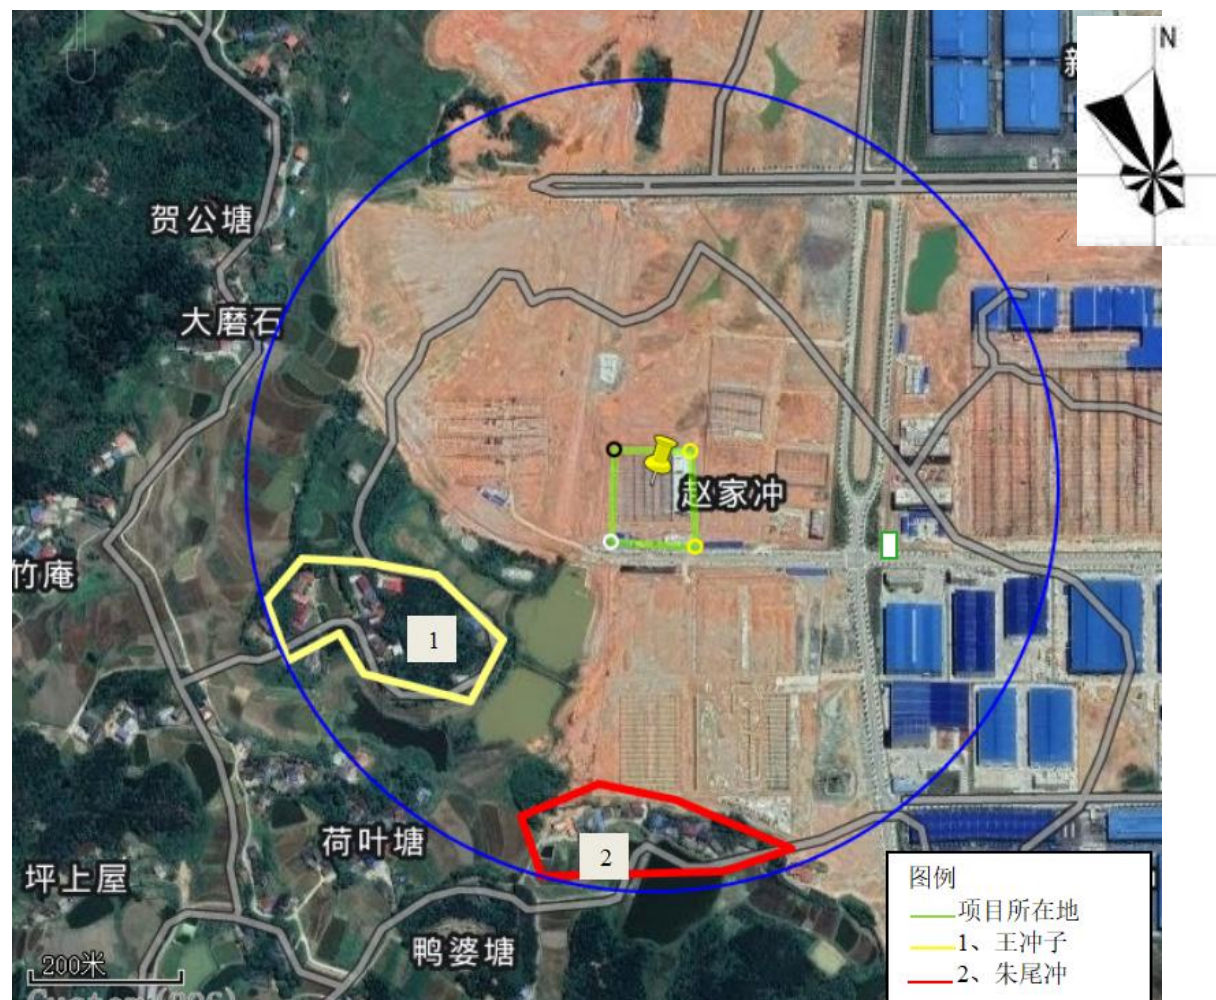 N
新
贺公塘
大磨石
赵家冲
竹庵
1
荷叶塘
2
坪上屋
鸭婆塘
200米
图例
项目所在地
1、王冲子
2、朱尾冲